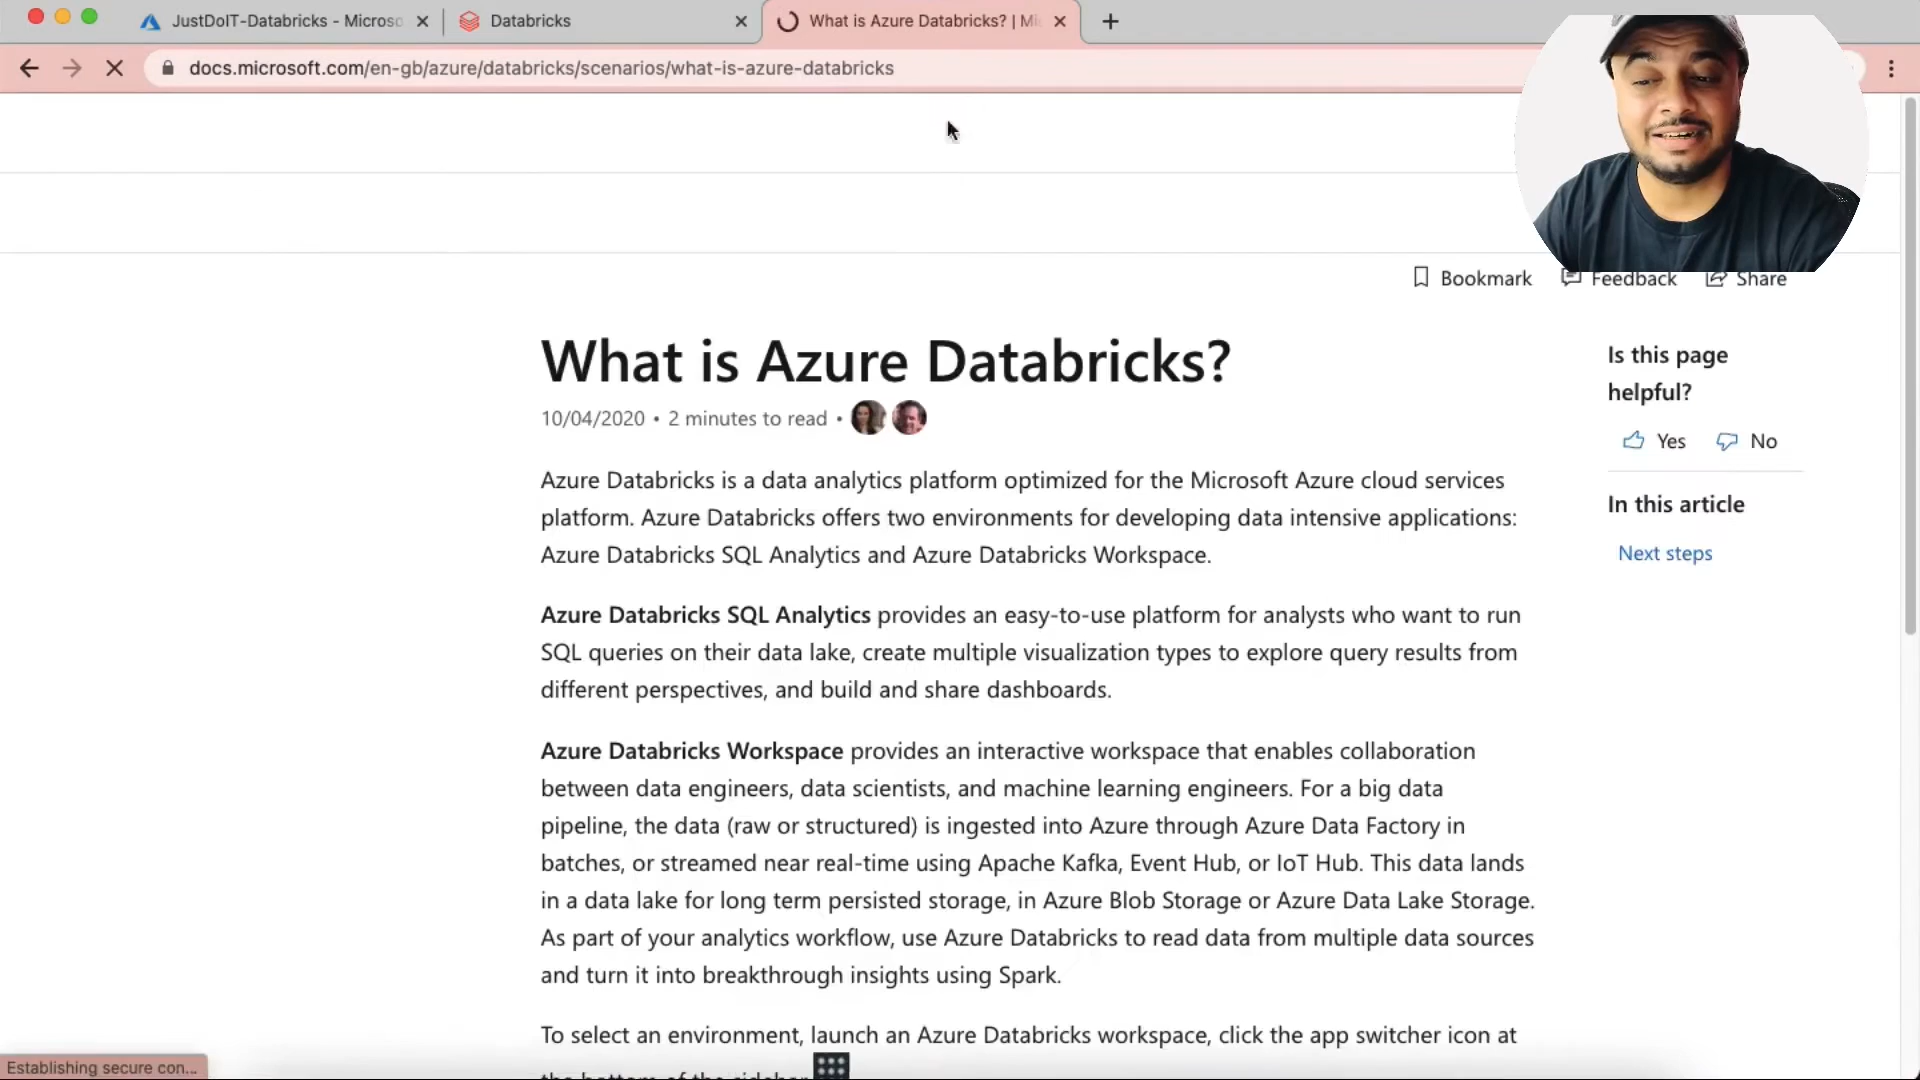 JustDoIT-Databricks - Microso
Databricks
What is Azure Databricks? | Mi
docs.microsoft.com/en-gb/azure/databricks/scenarios/what-is-azure-databricks
Bookmark
Feedback
Share
What is Azure Databricks?
10/04/2020 • 2 minutes to read •
Is this page
helpful?
Yes
No
In this article
Next steps
Azure Databricks is a data analytics platform optimized for the Microsoft Azure cloud services
platform. Azure Databricks offers two environments for developing data intensive applications:
Azure Databricks SQL Analytics and Azure Databricks Workspace.
Azure Databricks SQL Analytics provides an easy-to-use platform for analysts who want to run
SQL queries on their data lake, create multiple visualization types to explore query results from
different perspectives, and build and share dashboards.
Azure Databricks Workspace provides an interactive workspace that enables collaboration
between data engineers, data scientists, and machine learning engineers. For a big data
pipeline, the data (raw or structured) is ingested into Azure through Azure Data Factory in
batches, or streamed near real-time using Apache Kafka, Event Hub, or IoT Hub. This data lands
in a data lake for long term persisted storage, in Azure Blob Storage or Azure Data Lake Storage.
As part of your analytics workflow, use Azure Databricks to read data from multiple data sources
and turn it into breakthrough insights using Spark.
To select an environment, launch an Azure Databricks workspace, click the app switcher icon at
the bottom of the sidebar
Establishing secure con...